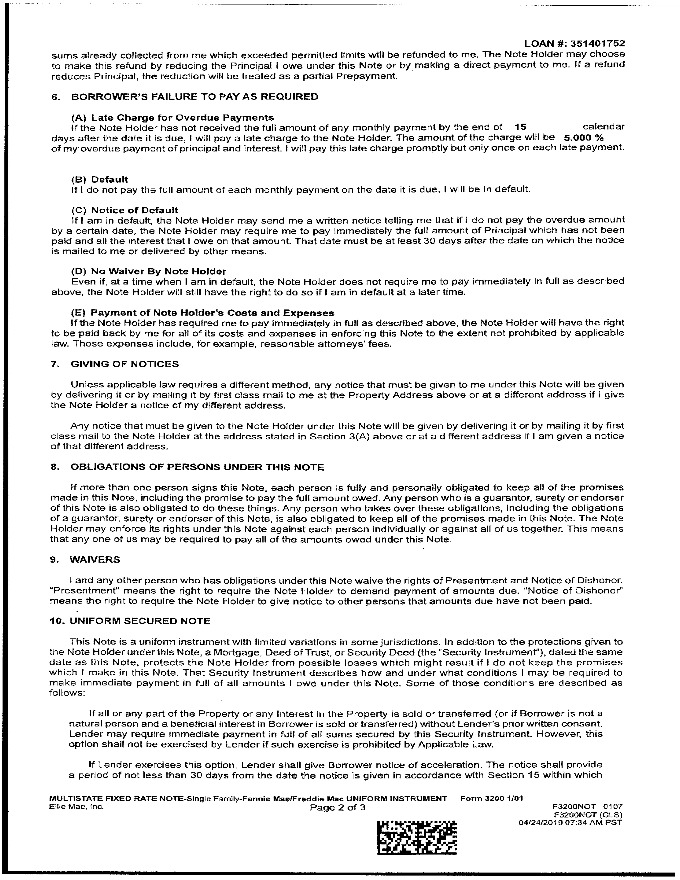 LOAN #: 351401752
sums already collected from me which exceeded permitted limits will be refunded to me. The Note Holder may choose
to make this refund by reducing the Principal I owe under this Note or by making a direct payment to me. If a refund
reduces Principal, the reduction will be treated as a partial Prepayment.
6. BORROWER'S FAILURE TO PAY AS REQUIRED
(A) Late Charge for Overdue Payments
If the Note Holder has not received the full amount of any monthly payment by the end of 15 calendar
days after the date it is due, I will pay a late charge to the Note Holder. The amount of the charge will be 5.000 %
of my overdue payment of principal and interest. I will pay this late charge promptly but only once on each late payment.
(B) Default
If I do not pay the full amount of each monthly payment on the date it is due, I will be in default.
(C) Notice of Default
If I am in default, the Note Holder may send me a written notice telling me that if I do not pay the overdue amount
by a certain date, the Note Holder may require me to pay immediately the full amount of Principal which has not been
paid and all the interest that I owe on that amount. That date must be at least 30 days after the date on which the notice
is mailed to me or delivered by other means.
(D) No Waiver By Note Holder
Even if, at a time when I am in default, the Note Holder does not require me to pay immediately in full as described
above, the Note Holder will still have the right to do so if I am in default at a later time.
(E) Payment of Note Holder's Costs and Expenses
If the Note Holder has required me to pay immediately in full as described above, the Note Holder will have the right
to be paid back by me for all of its costs and expenses in enforcing this Note to the extent not prohibited by applicable
law. Those expenses include, for example, reasonable attorneys' fees.
7. GIVING OF NOTICES
Unless applicable law requires a different method, any notice that must be given to me under this Note will be given
by delivering it or by mailing it by first class mail to me at the Property Address above or at a different address if I give
the Note Holder a notice of my different address.
Any notice that must be given to the Note Holder under this Note will be given by delivering it or by mailing it by first
class mail to the Note Holder at the address stated in Section 3(A) above or at a different address if I am given a notice
of that different address.
8. OBLIGATIONS OF PERSONS UNDER THIS NOTE
If more than one person signs this Note, each person is fully and personally obligated to keep all of the promises
made in this Note, including the promise to pay the full amount owed. Any person who is a guarantor, surety or endorser
of this Note is also obligated to do these things. Any person who takes over these obligations, including the obligations
of a guarantor, surety or endorser of this Note, is also obligated to keep all of the promises made in this Note. The Note
Holder may enforce its rights under this Note against each person individually or against all of us together. This means
that any one of us may be required to pay all of the amounts owed under this Note.
9. WAIVERS
I and any other person who has obligations under this Note waive the rights of Presentment and Notice of Dishonor.
"Presentment" means the right to require the Note Holder to demand payment of amounts due. "Notice of Dishonor"
means the right to require the Note Holder to give notice to other persons that amounts due have not been paid.
10. UNIFORM SECURED NOTE
This Note is a uniform instrument with limited variations in some jurisdictions. In addition to the protections given to
the Note Holder under this Note, a Mortgage, Deed of Trust, or Security Deed (the "Security Instrument"), dated the same
date as this Note, protects the Note Holder from possible losses which might result if I do not keep the promises
which I make in this Note. That Security Instrument describes how and under what conditions I may be required to
make immediate payment in full of all amounts I owe under this Note. Some of those conditions are described as
follows:
If all or any part of the Property or any Interest in the Property is sold or transferred (or if Borrower is not a
natural person and a beneficial interest in Borrower is sold or transferred) without Lender's prior written consent,
Lender may require immediate payment in full of all sums secured by this Security Instrument. However, this
option shall not be exercised by Lender if such exercise is prohibited by Applicable Law.
If Lender exercises this option, Lender shall give Borrower notice of acceleration. The notice shall provide
a period of not less than 30 days from the date the notice is given in accordance with Section 15 within which
MULTISTATE FIXED RATE NOTE-Single Family-Fannie Mae/Freddie Mac UNIFORM INSTRUMENT Form 3200 1/01
Ellie Mae, Inc. Page 2 of 3 F3200NOT 0107
F3200NOT (CLS)
04/24/2019 07:34 AM PST